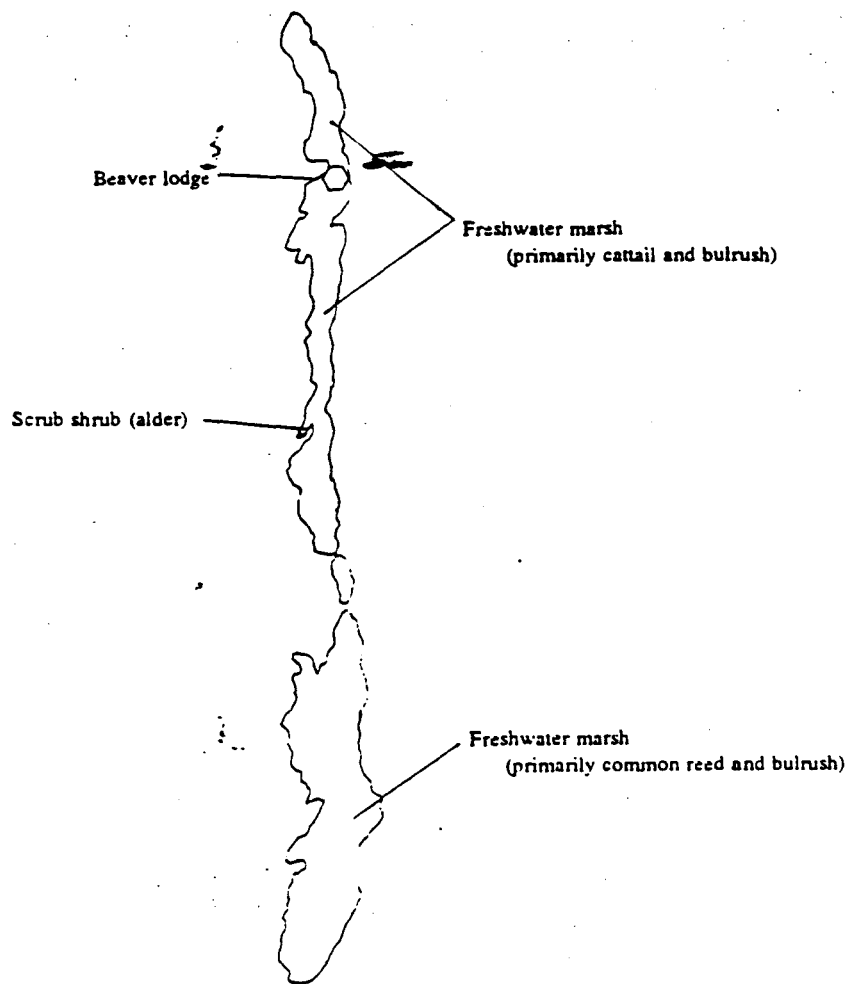 Beaver lodge
Freshwater marsh
(primarily cattail and bulrush)
Scrub shrub (alder)
Freshwater marsh
(primarily common reed and bulrush)